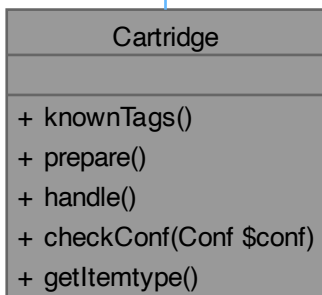 Cartridge
+ knownTags()
+ prepare()
+ handle()
+ checkConf(Conf $conf)
+ getItemtype()